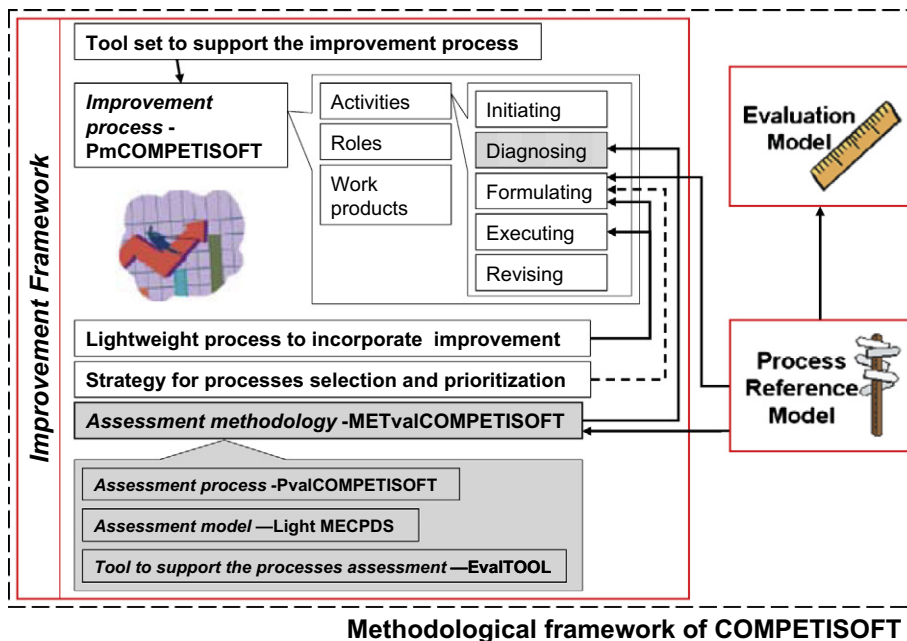 Improvement Framework
Tool set to support the improvement process
Improvement
process -
PmCOMPETISOFT
Activities
Roles
Work
products
Initiating
Diagnosing
Formulating
Executing
Revising
Lightweight process to incorporate improvement
Strategy for processes selection and prioritization
Assessment methodology -METvalCOMPETISOFT
Assessment process -PvalCOMPETISOFT
Assessment model —Light MECPDS
Tool to support the processes assessment —EvalTOOL
Evaluation
Model
Process
Reference
Model
Methodological framework of COMPETISOFT